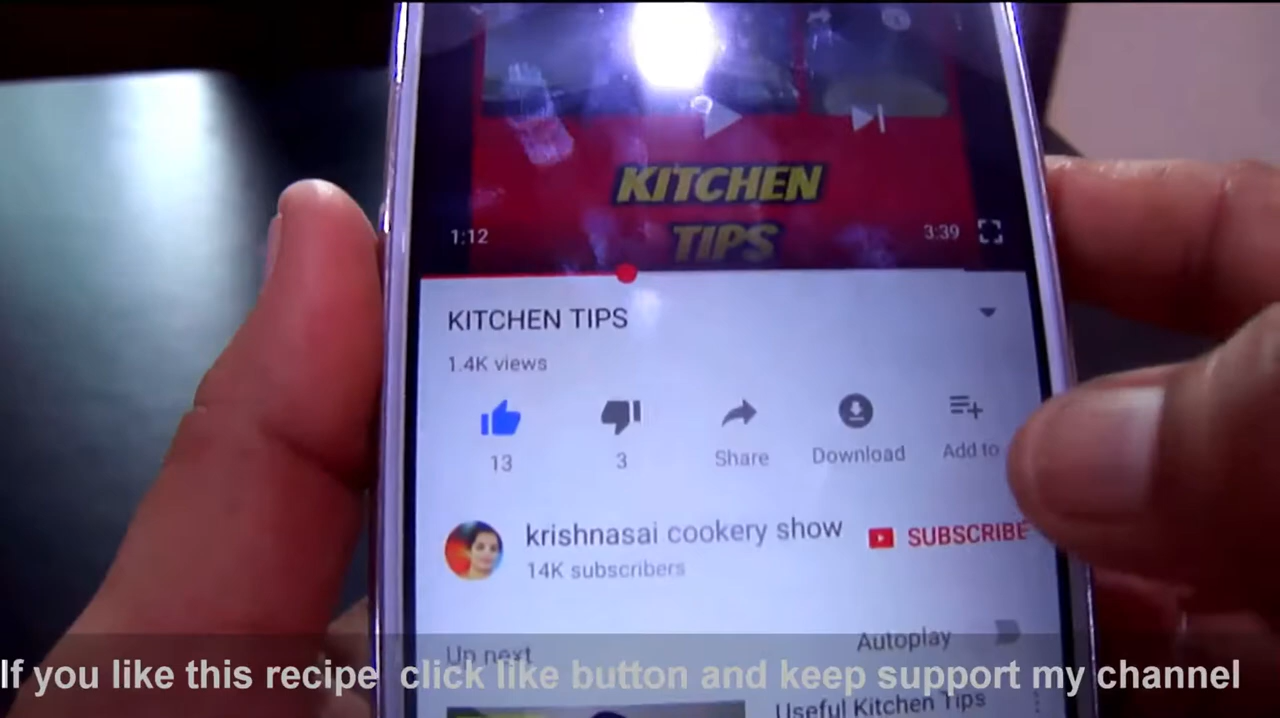 KITCHEN
TIPS
1:12
3:39
KITCHEN TIPS
1.4K views
13
3
Share
Download
Add to
krishnasai cookery show
SUBSCRIBE
14K subscribers
Up next
Autoplay
If you like this recipe click like button and keep support my channel
Useful Kitchen Tips